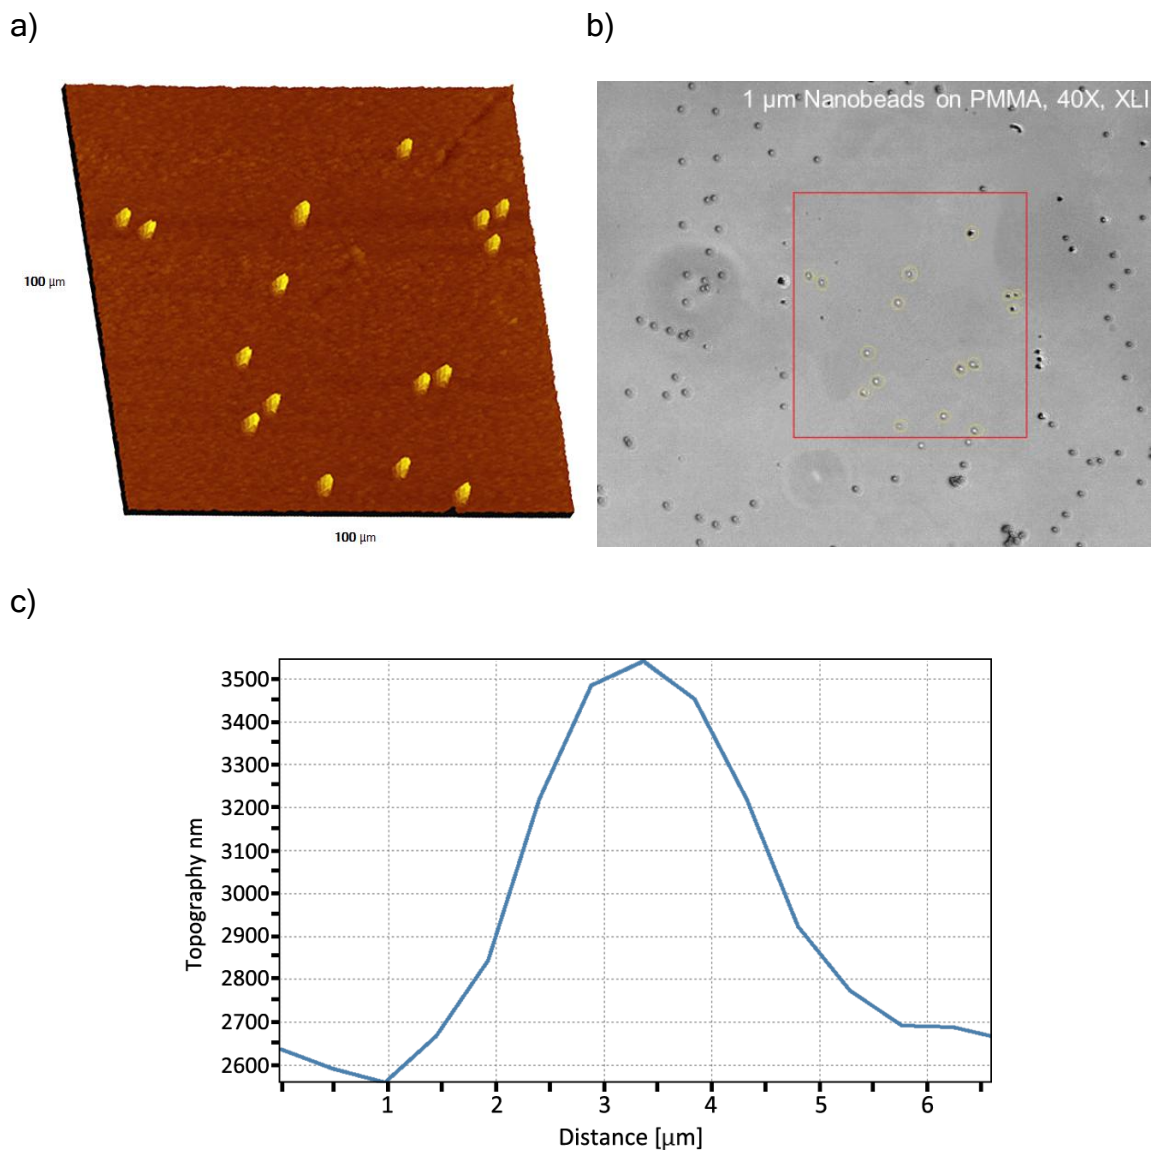 a)
b)
100 µm
100 µm
1 µm Nanobeads on PMMA, 40X, XLI
c)
3500
3400
3300
3200
3100
3000
2900
2800
2700
2600
Topography nm
1 2 3 4 5 6
Distance [µm]